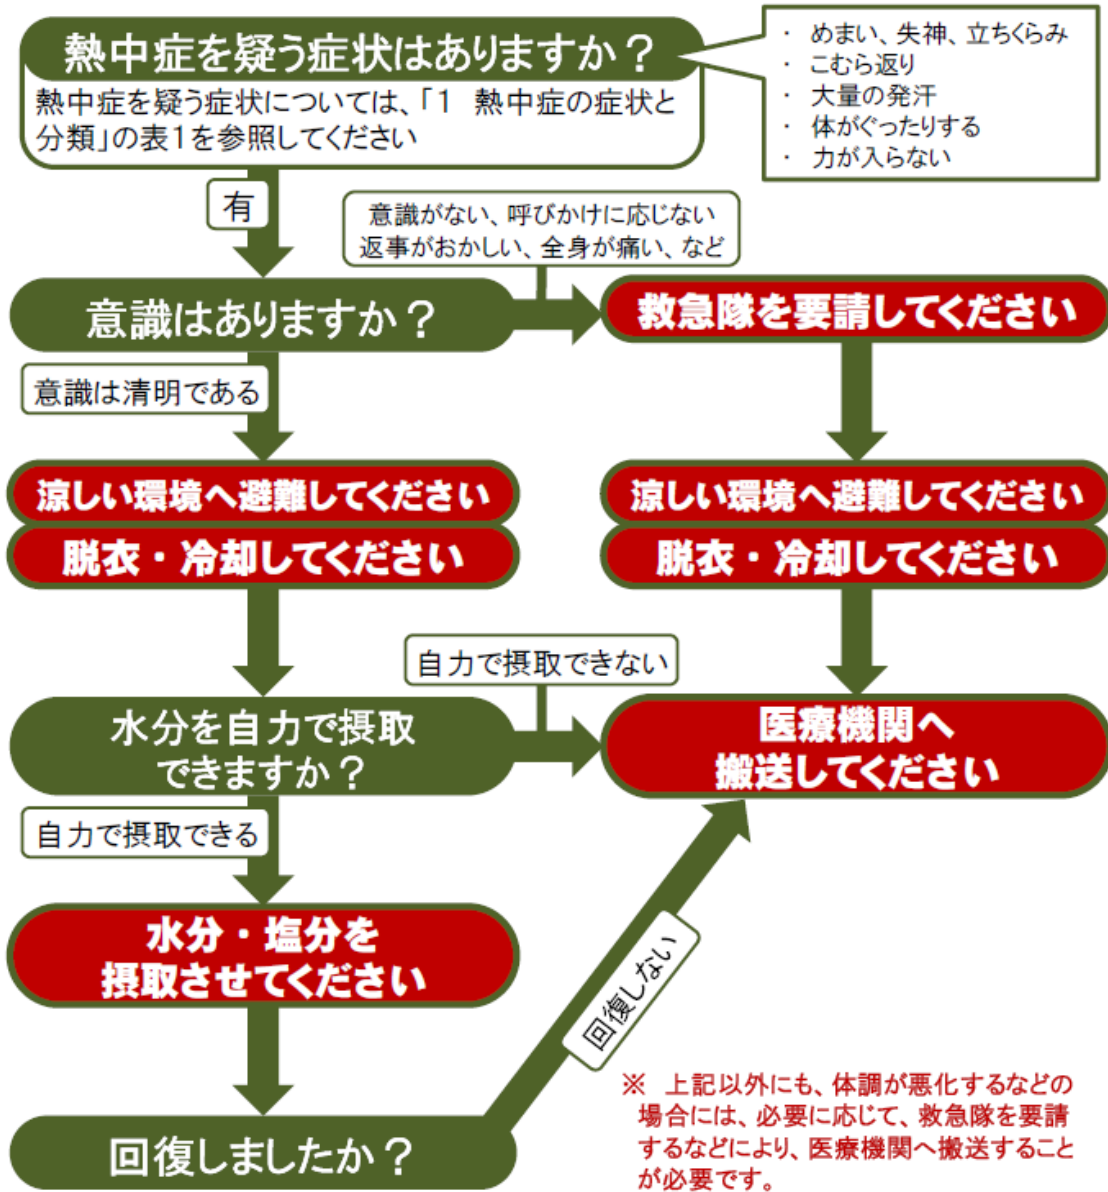 熱中症を疑う症状はありますか？
熱中症を疑う症状については、「1　熱中症の症状と
分類」の表1を参照してください
・　めまい、失神、立ちくらみ
・　こむら返り
・　大量の発汗
・　体がぐったりする
・　力が入らない
有
意識がない、呼びかけに応じない
返事がおかしい、全身が痛い、など
意識はありますか？
救急隊を要請してください
意識は清明である
涼しい環境へ避難してください
脱衣・冷却してください
涼しい環境へ避難してください
脱衣・冷却してください
自力で摂取できない
水分を自力で摂取
できますか？
医療機関へ
搬送してください
自力で摂取できる
水分・塩分を
摂取させてください
回復しない
回復しましたか？
※　上記以外にも、体調が悪化するなどの
場合には、必要に応じて、救急隊を要請
するなどにより、医療機関へ搬送すること
が必要です。